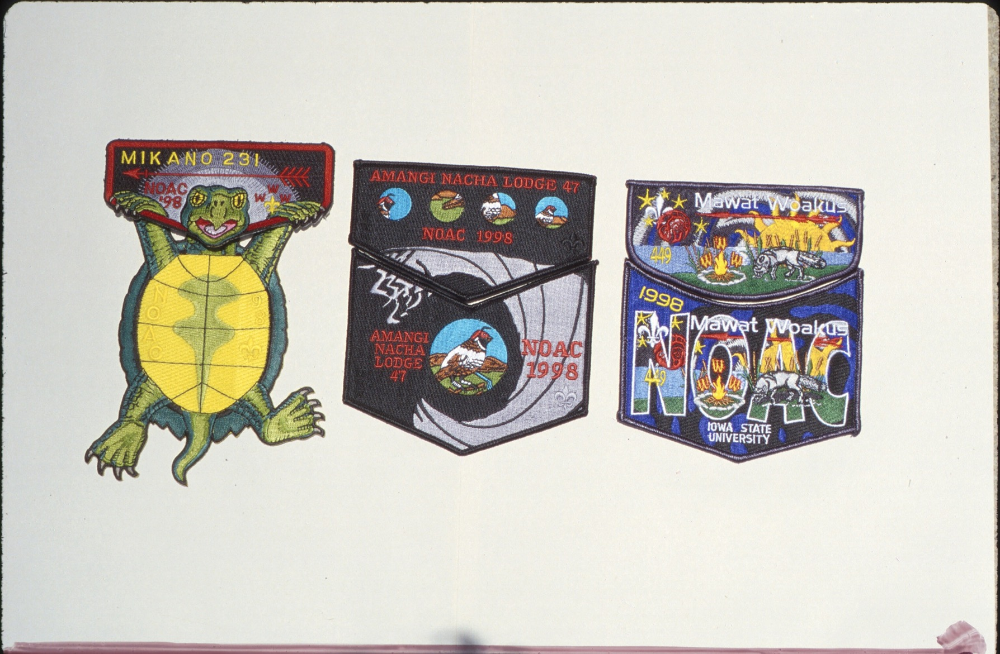 MIKANO 231
NOAC
'98
W
W W
NOAC
98
AMANGI NACHA LODGE 47
NOAC 1998
AMANGI
NACHA
LODGE
47
NOAC
1998
Mawat Woakus
449
W
W W
1998
Mawat Woakus
NOAC
449
W
W W
IOWA STATE
UNIVERSITY